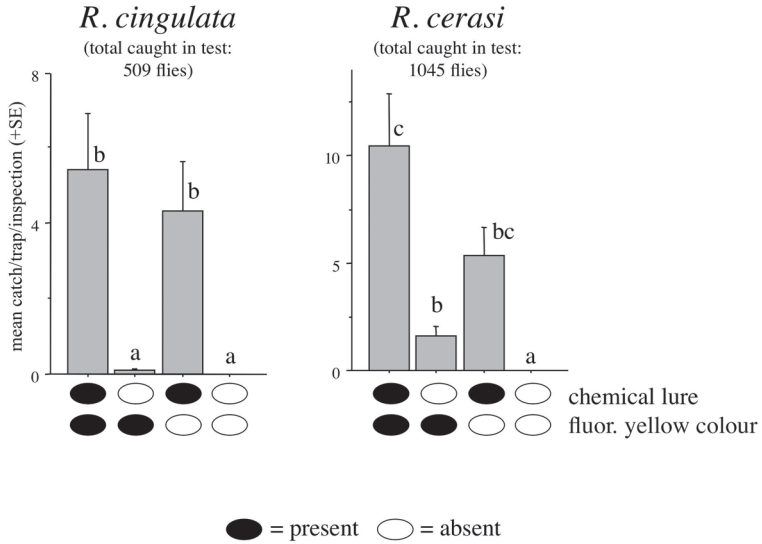 R. cingulata
(total caught in test:
509 flies)
R. cerasi
(total caught in test:
1045 flies)
mean catch/trap/inspection (+SE)
8
4
0
b
a
b
a
10
5
0
c
b
bc
a
chemical lure
fluor. yellow colour
= present
= absent